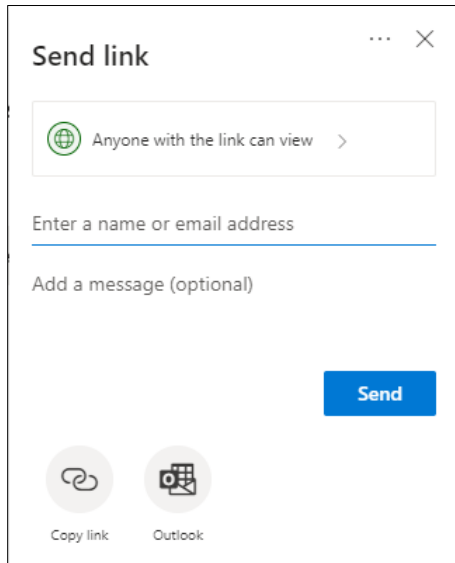 Send link
Anyone with the link can view
Enter a name or email address
Add a message (optional)
Send
Copy link
Outlook